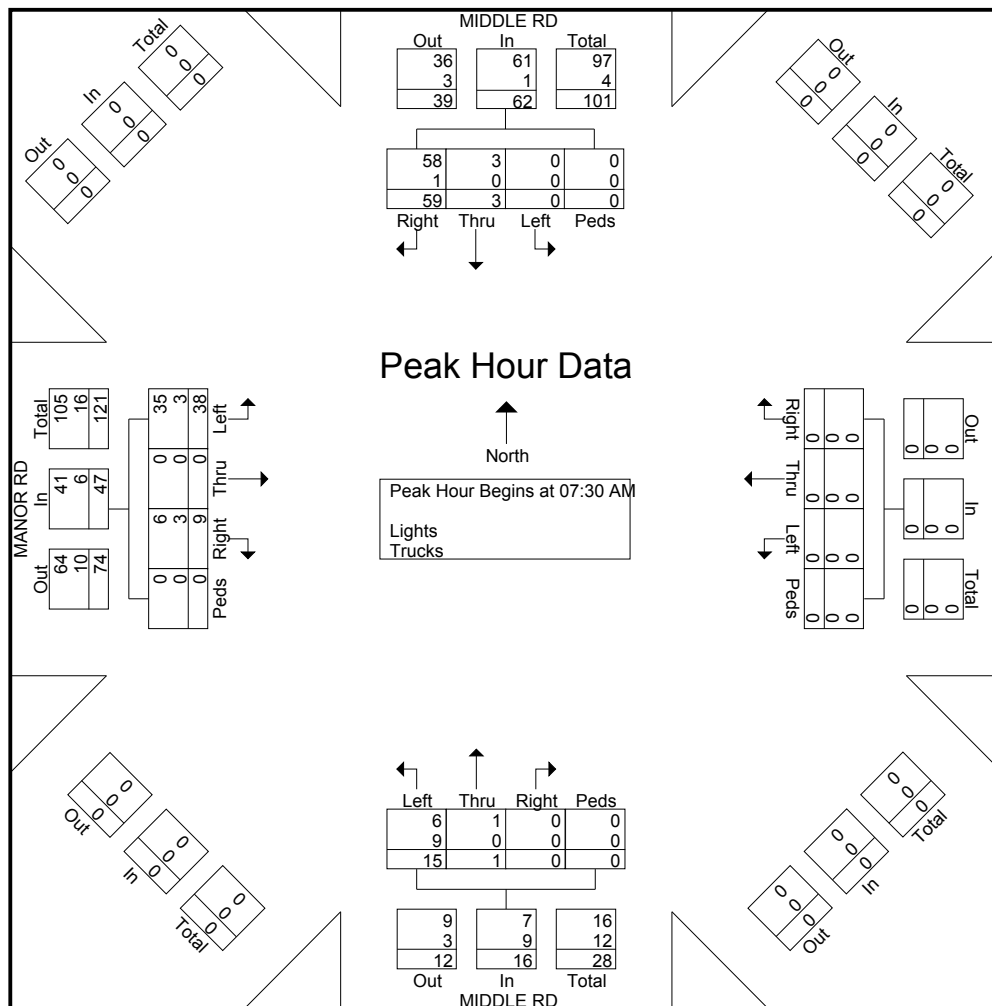 MIDDLE RD
Out In Total
36 61 97
3 1 4
39 62 101
58 3 0 0
1 0 0 0
59 3 0 0
Right Thru Left Peds
Total
0 0 0
In
0 0 0
Out
0 0 0
Out
0 0 0
In
0 0 0
Total
0 0 0
Peak Hour Data
North
Peak Hour Begins at 07:30 AM
Lights
Trucks
MANOR RD
Total
105 16 121
In
41 6 47
Out
64 10 74
Left
35 3 38
Thru
0 0 0
Right
6 3 9
Peds
0 0 0
Right
0 0 0
Thru
0 0 0
Left
0 0 0
Peds
0 0 0
Out
0 0 0
In
0 0 0
Total
0 0 0
Out
0 0 0
In
0 0 0
Total
0 0 0
Left Thru Right Peds
6 1 0 0
9 0 0 0
15 1 0 0
9 7 16
3 9 12
12 16 28
Out In Total
MIDDLE RD
Total
0 0 0
In
0 0 0
Out
0 0 0